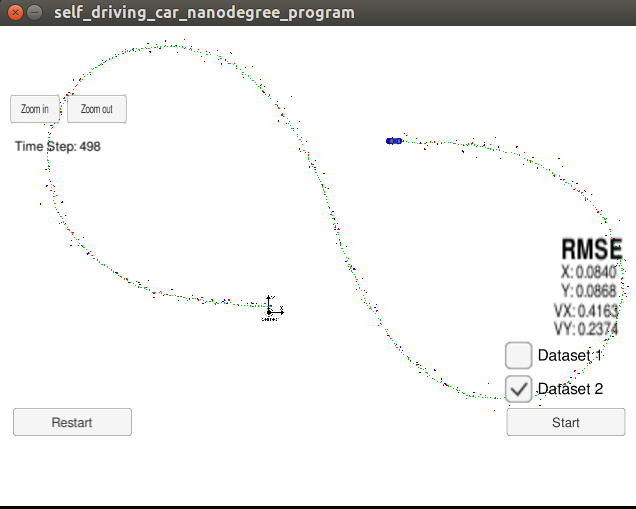 self_driving_car_nanodegree_program
Zoom in
Zoom out
Time Step: 498
RMSE
X: 0.0840
Y: 0.0868
VX: 0.4163
VY: 0.2374
Dataset 1
Dataset 2
Restart
Start